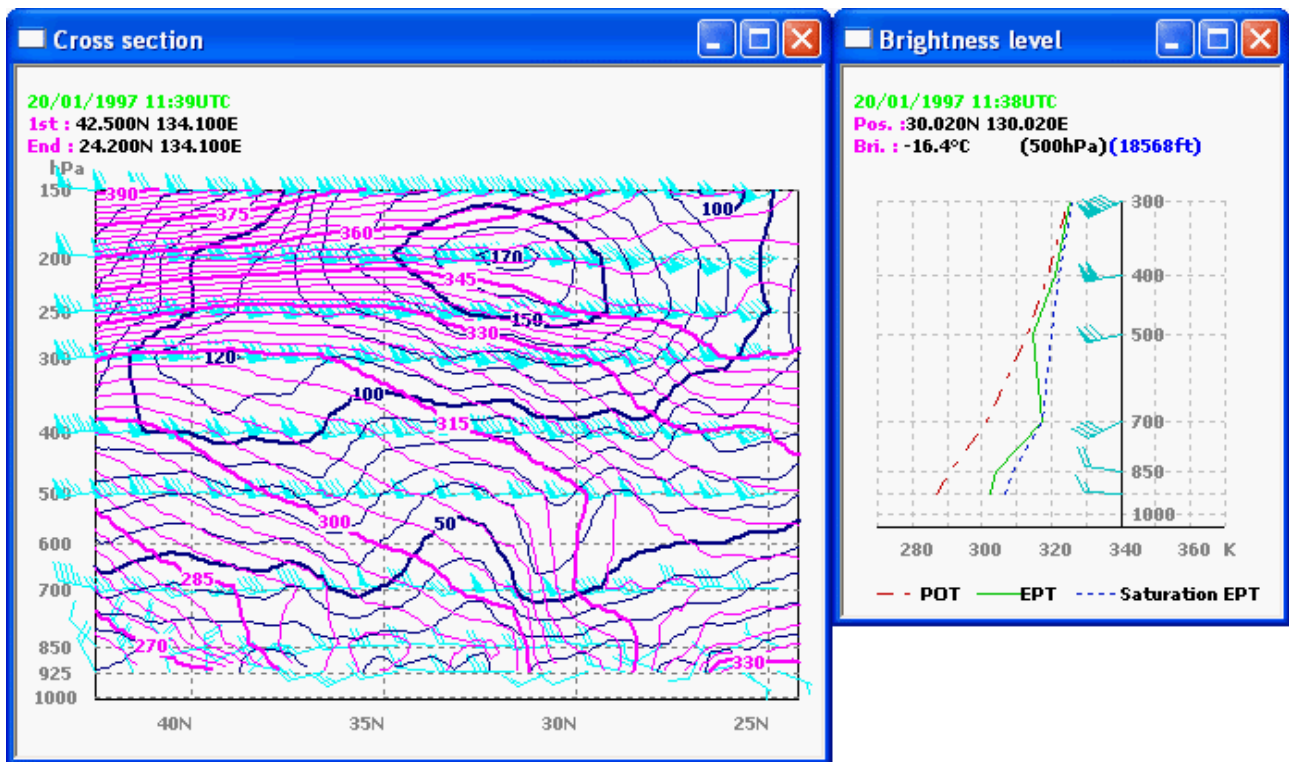 Cross section
20/01/1997 11:39UTC
1st : 42.500N 134.100E
End : 24.200N 134.100E
hPa
150
200
250
300
400
500
600
700
850
925
1000
390
375
360
100
170
345
150
330
120
100
315
300
50
285
270
330
40N 35N 30N 25N
Brightness level
20/01/1997 11:38UTC
Pos. :30.020N 130.020E
Bri. : -16.4°C (500hPa)(18568ft)
300
400
500
700
850
1000
280 300 320 340 360 K
POT EPT Saturation EPT